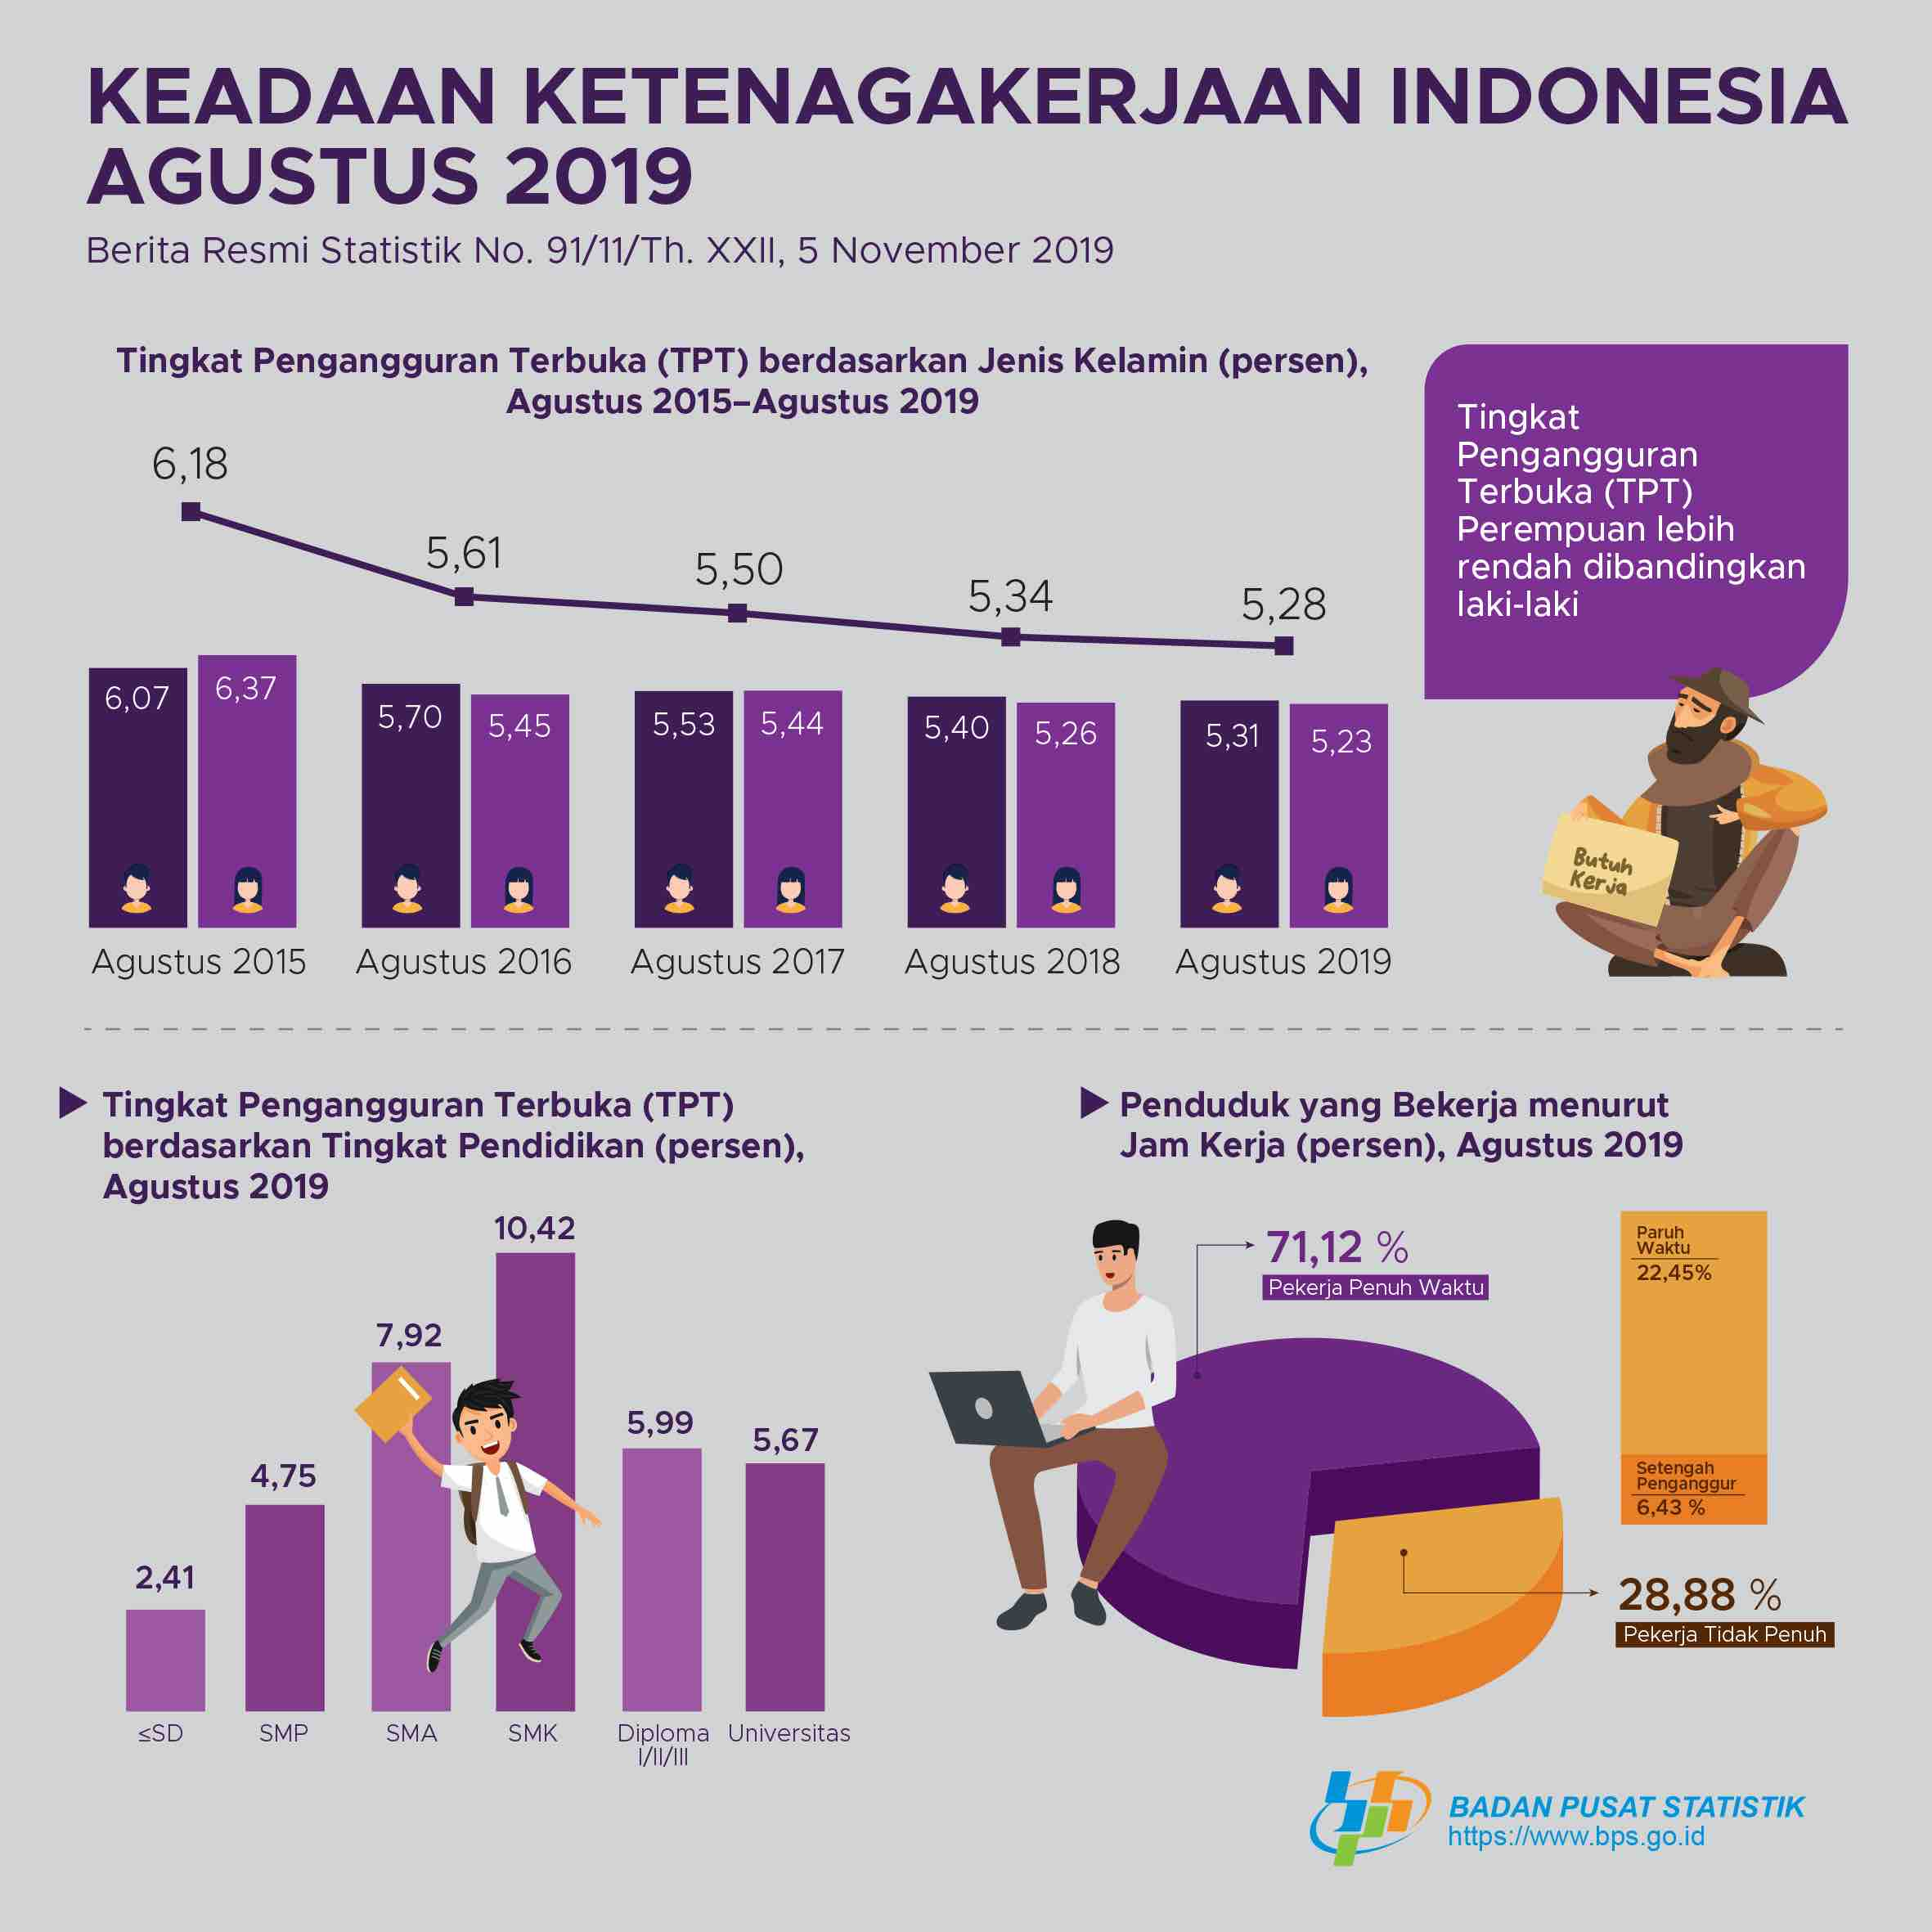 KEADAAN KETENAGAKERJAAN INDONESIA
AGUSTUS 2019
Berita Resmi Statistik No. 91/11/Th. XXII, 5 November 2019
Tingkat Pengangguran Terbuka (TPT) berdasarkan Jenis Kelamin (persen),
Agustus 2015–Agustus 2019
6,18
5,61
5,50
5,34
5,28
6,07
6,37
5,70
5,45
5,53
5,44
5,40
5,26
5,31
5,23
Agustus 2015
Agustus 2016
Agustus 2017
Agustus 2018
Agustus 2019
Tingkat
Pengangguran
Terbuka (TPT)
Perempuan lebih
rendah dibandingkan
laki-laki
Butuh
Kerja
Tingkat Pengangguran Terbuka (TPT)
berdasarkan Tingkat Pendidikan (persen),
Agustus 2019
2,41
4,75
7,92
10,42
5,99
5,67
≤SD
SMP
SMA
SMK
Diploma
I/II/III
Universitas
Penduduk yang Bekerja menurut
Jam Kerja (persen), Agustus 2019
71,12 %
Pekerja Penuh Waktu
Paruh
Waktu
22,45%
Setengah
Penganggur
6,43 %
28,88 %
Pekerja Tidak Penuh
BADAN PUSAT STATISTIK
https://www.bps.go.id